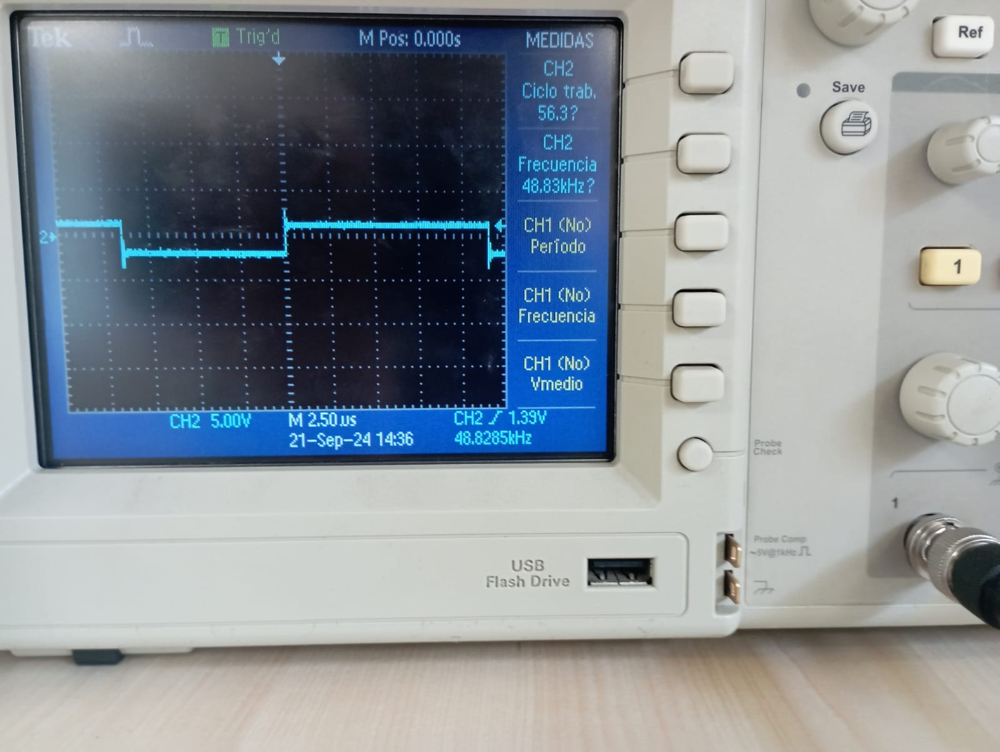 Tek Trig'd M Pos: 0.000s MEDIDAS
CH2
Ciclo trab.
56.3?
CH2
Frecuencia
48.83kHz?
CH1 (No)
Período
CH1 (No)
Frecuencia
CH1 (No)
Vmedio
2
CH2 5.00V M 2.50us CH2 1.39V
21-Sep-24 14:36 48.8285kHz
Ref
Save
1
Probe
Check
1
Probe Comp
~5V@1kHz
USB
Flash Drive